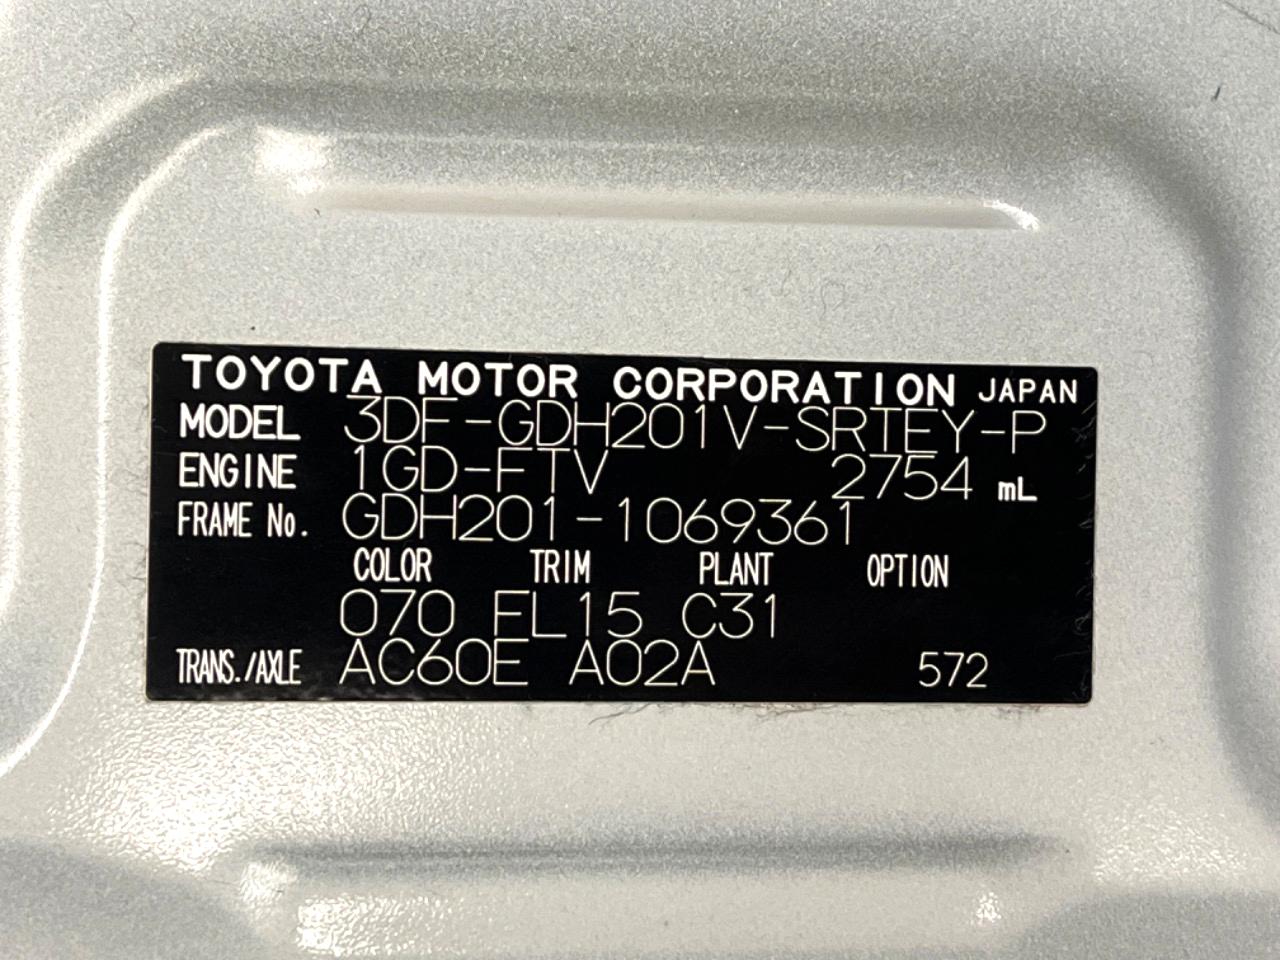 TOYOTA MOTOR CORPORATION JAPAN
MODEL 3DF-GDH201V-SRTEY-P
ENGINE 1GD-FTV 2754 mL
FRAME No. GDH201-1069361
COLOR TRIM PLANT OPTION
070 FL15 C31
TRANS./AXLE AC60E A02A 572